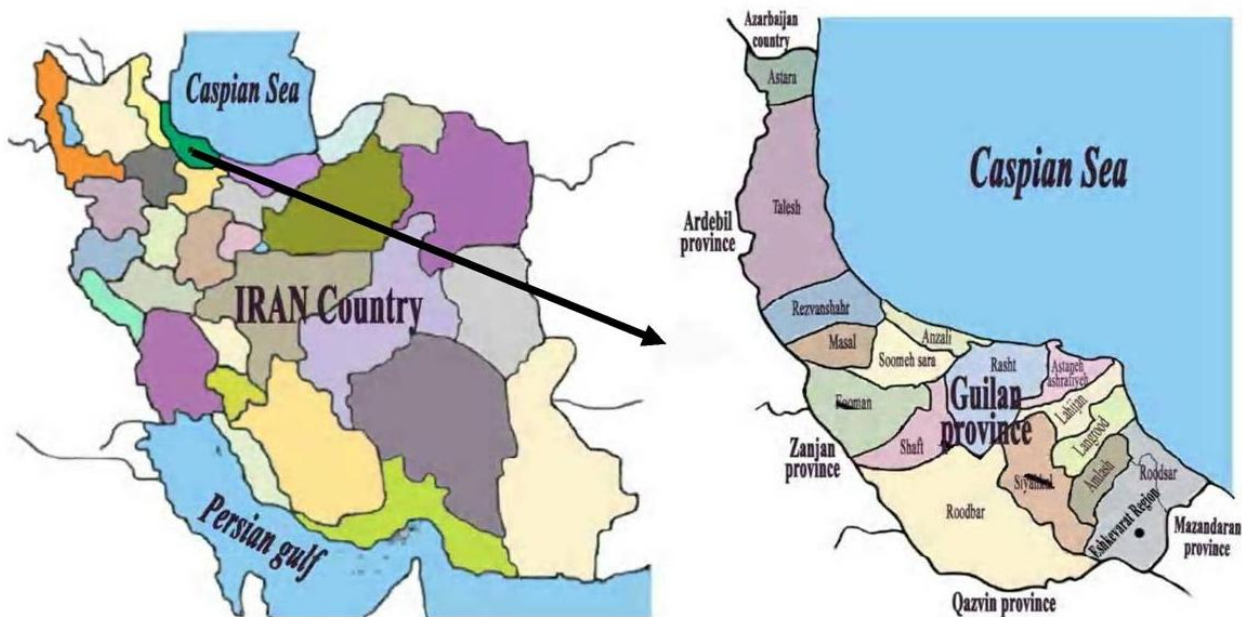 Caspian Sea
IRAN Country
Persian gulf
Azarbaijan
country
Astara
Caspian Sea
Talesh
Ardebil
province
Rezvanshahr
Masal
Anzali
Soomeh sara
Rasht
Astaneh
ashrafiyeh
Fooman
Guilan
province
Lahijan
Langrood
Shaft
Zanjan
province
Siyahkal
Amlash
Roodsar
Roodbar
Eshkevarat Region
Mazandaran
province
Qazvin province